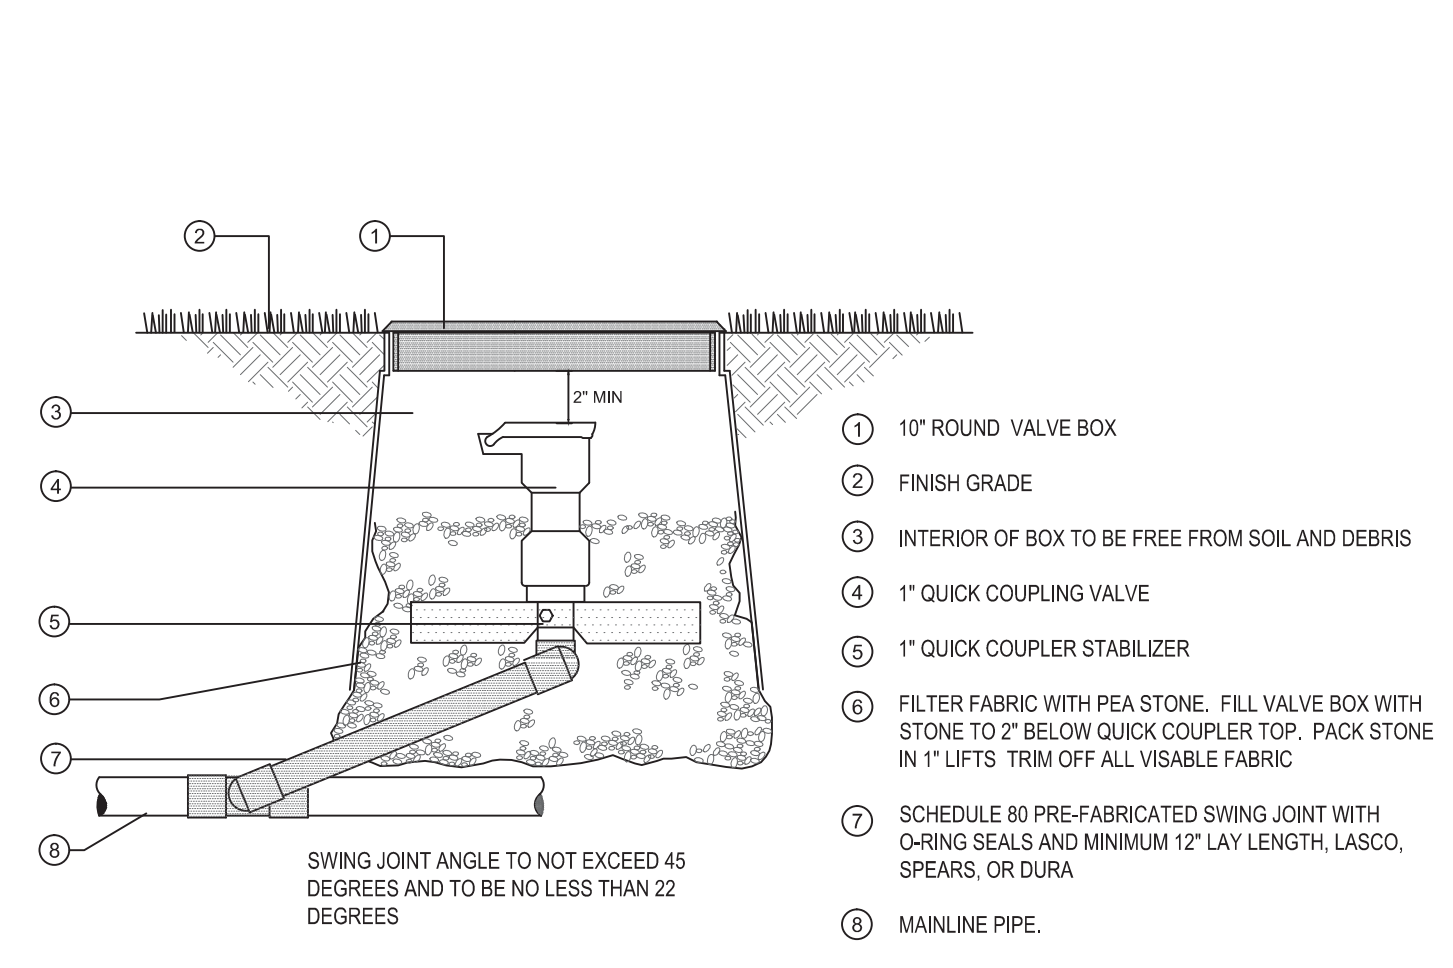 2
1
2" MIN
3
4
5
6
7
8
SWING JOINT ANGLE TO NOT EXCEED 45
DEGREES AND TO BE NO LESS THAN 22
DEGREES
1 10" ROUND VALVE BOX
2 FINISH GRADE
3 INTERIOR OF BOX TO BE FREE FROM SOIL AND DEBRIS
4 1" QUICK COUPLING VALVE
5 1" QUICK COUPLER STABILIZER
6 FILTER FABRIC WITH PEA STONE. FILL VALVE BOX WITH
STONE TO 2" BELOW QUICK COUPLER TOP. PACK STONE
IN 1" LIFTS TRIM OFF ALL VISABLE FABRIC
7 SCHEDULE 80 PRE-FABRICATED SWING JOINT WITH
O-RING SEALS AND MINIMUM 12" LAY LENGTH, LASCO,
SPEARS, OR DURA
8 MAINLINE PIPE.